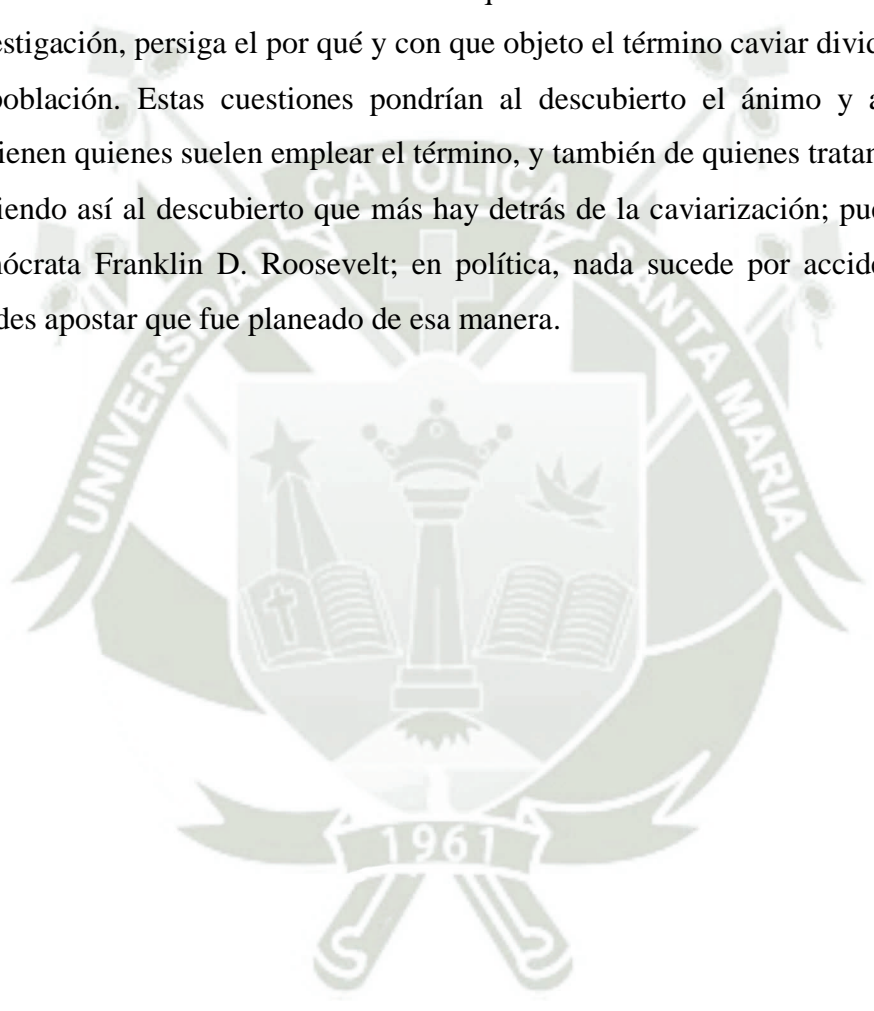 estigación, persiga el por qué y con que objeto el término caviar divid
población. Estas cuestiones pondrían al descubierto el ánimo y a
ienen quienes suelen emplear el término, y también de quienes tratan
iendo así al descubierto que más hay detrás de la caviarización; pue
nócrata Franklin D. Roosevelt; en política, nada sucede por accid
des apostar que fue planeado de esa manera.
UNIVERSIDAD CATOLICA SANTA MARIA
1961